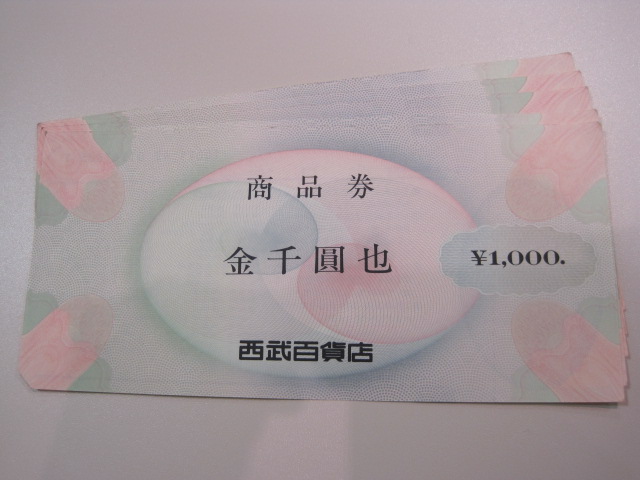 商品券
金千圓也
¥1,000.
西武百貨店